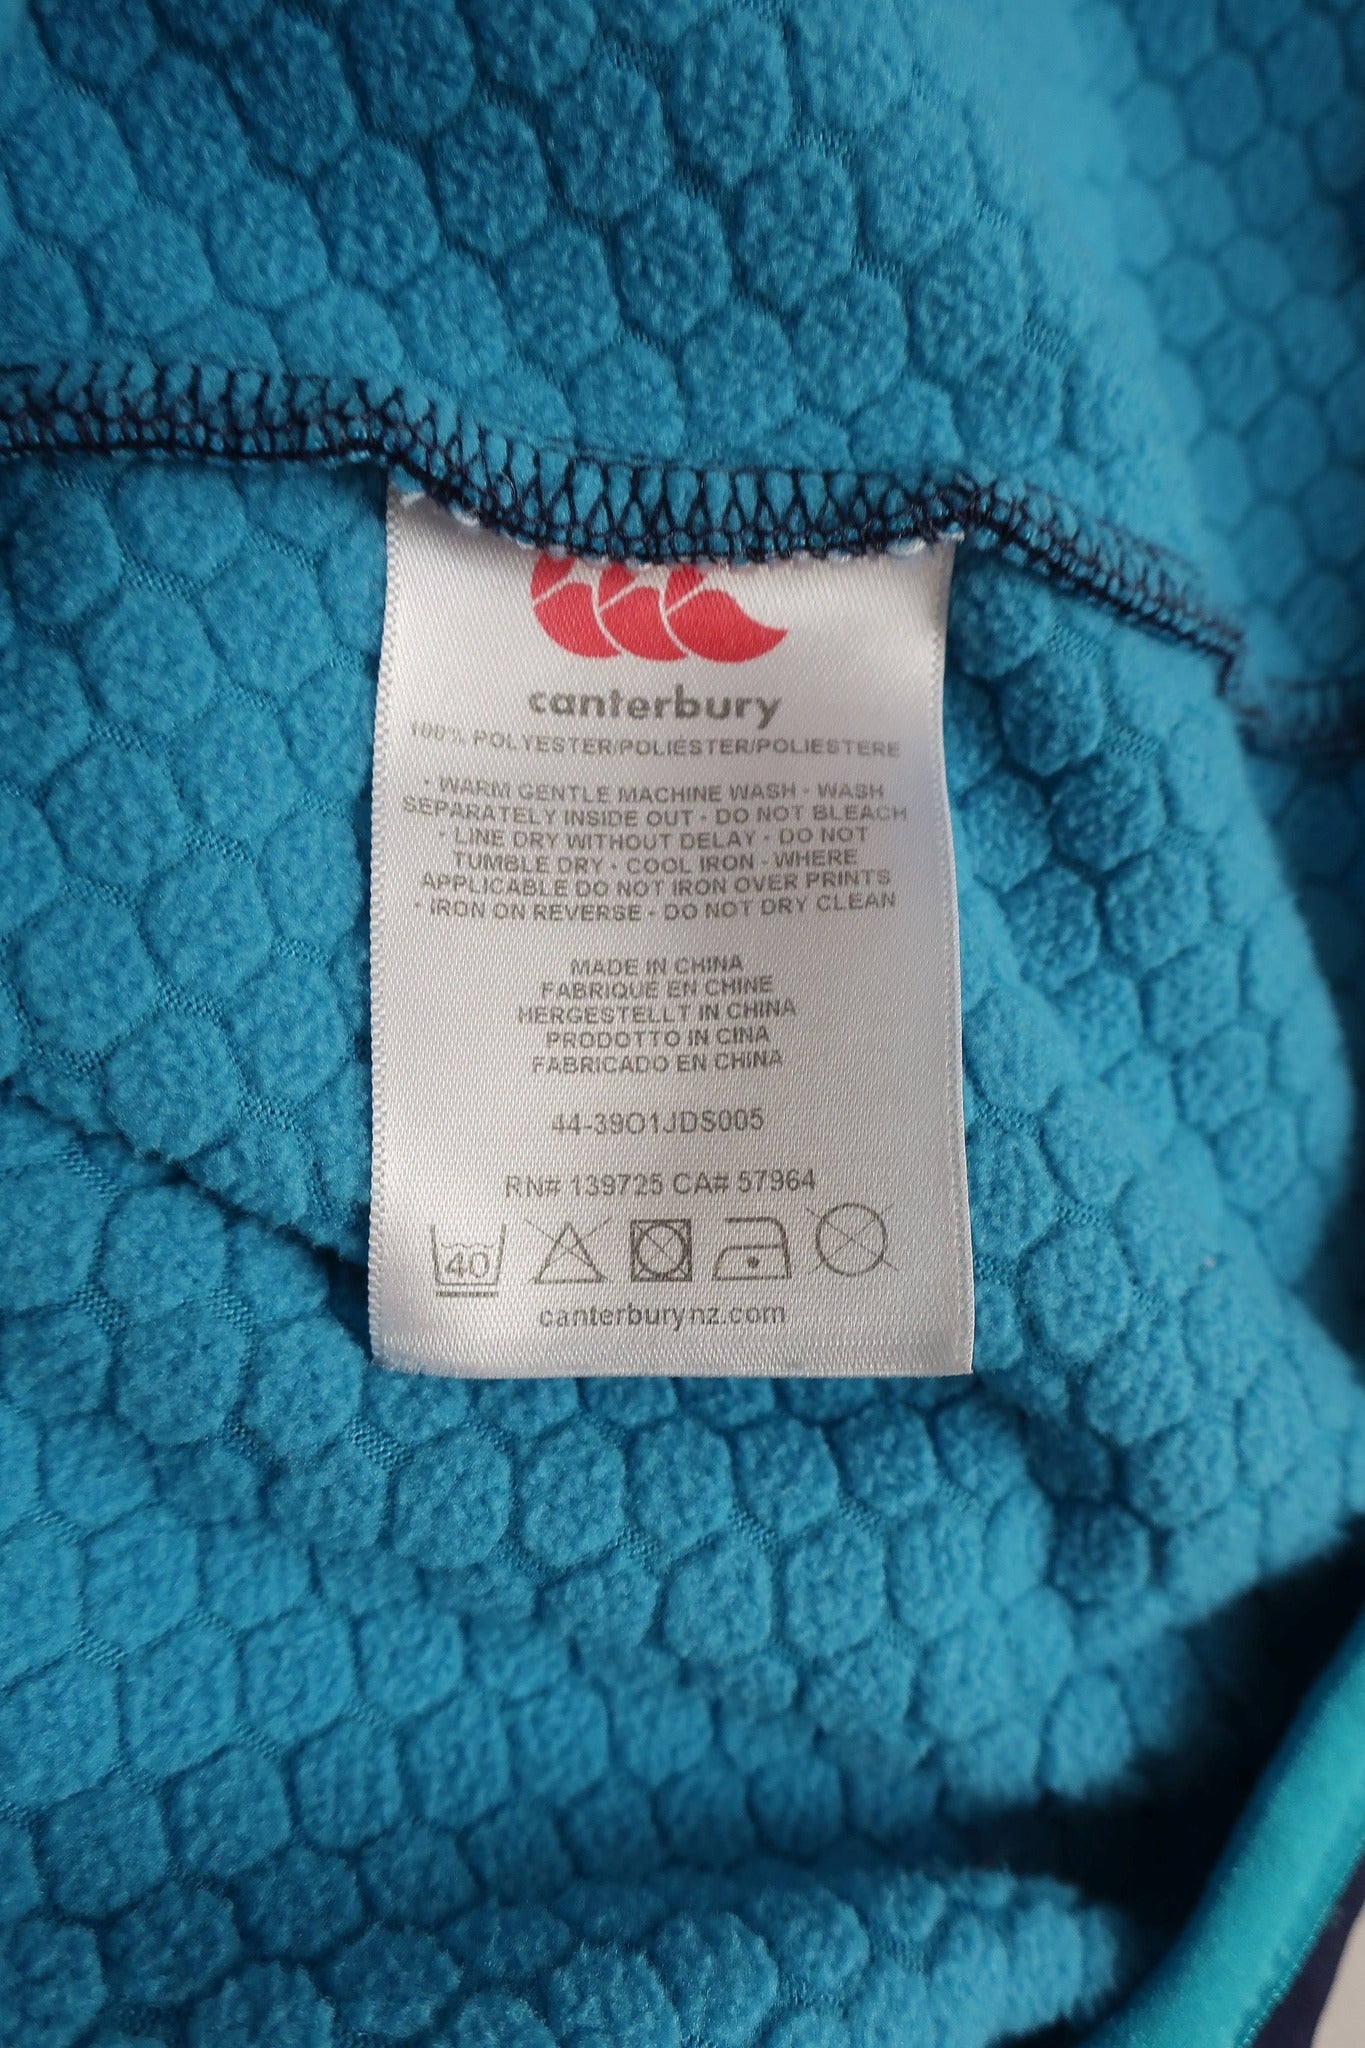 canterbury
100% POLYESTER/POLIESTER/POLIESTERE
• WARM GENTLE MACHINE WASH - WASH
SEPARATELY INSIDE OUT • DO NOT BLEACH
• LINE DRY WITHOUT DELAY - DO NOT
TUMBLE DRY • COOL IRON - WHERE
APPLICABLE DO NOT IRON OVER PRINTS
• IRON ON REVERSE - DO NOT DRY CLEAN
MADE IN CHINA
FABRIQUE EN CHINE
HERGESTELLT IN CHINA
PRODOTTO IN CINA
FABRICADO EN CHINA
44-39O1JDS005
RN# 139725 CA# 57964
40
canterburynz.com